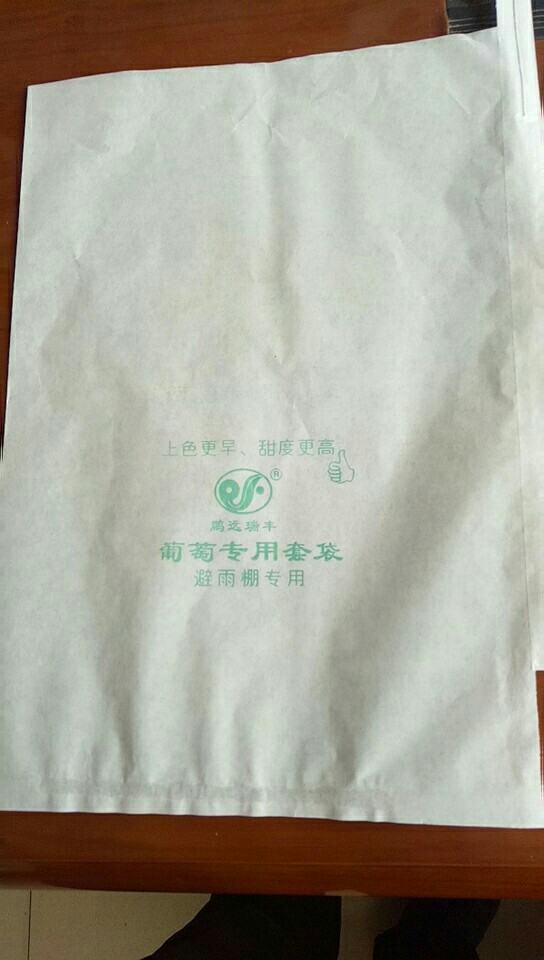 上色更早、甜度更高
®
鹏远瑞丰
葡萄专用套袋
避雨棚专用